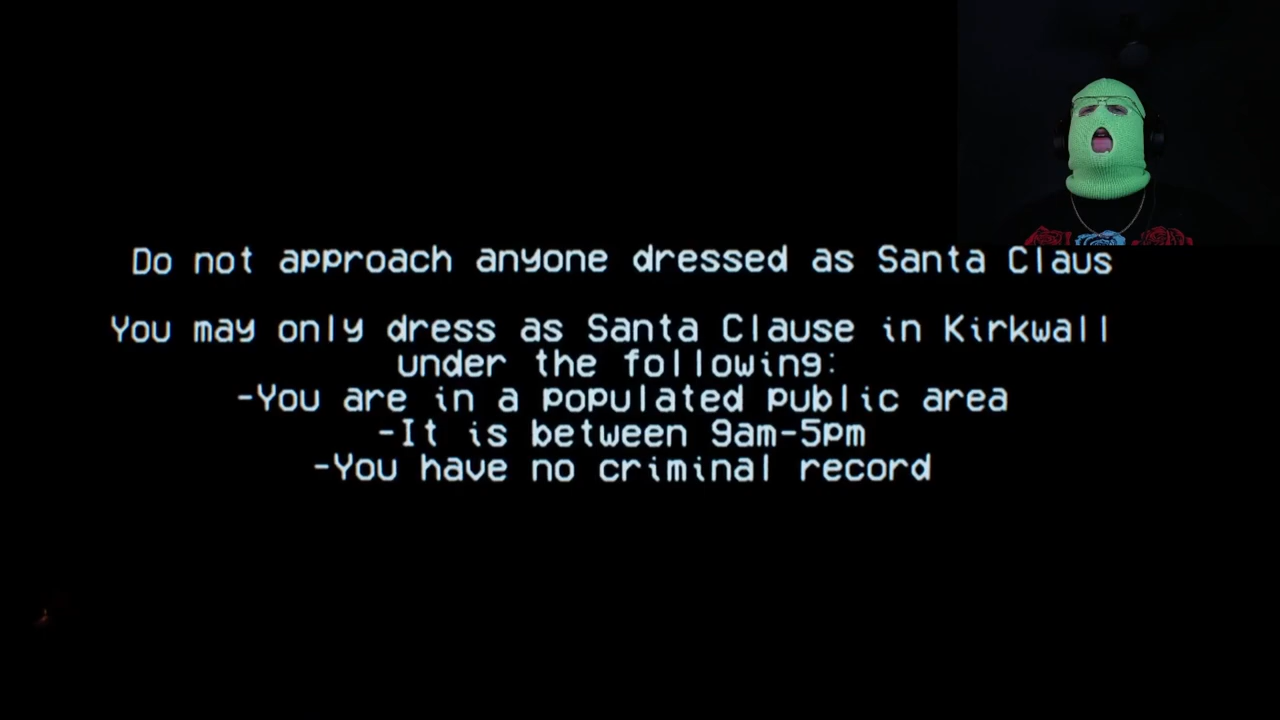 Do not approach anyone dressed as Santa Claus
You may only dress as Santa Clause in Kirkwall
under the following:
-You are in a populated public area
-It is between 9am-5pm
-You have no criminal record